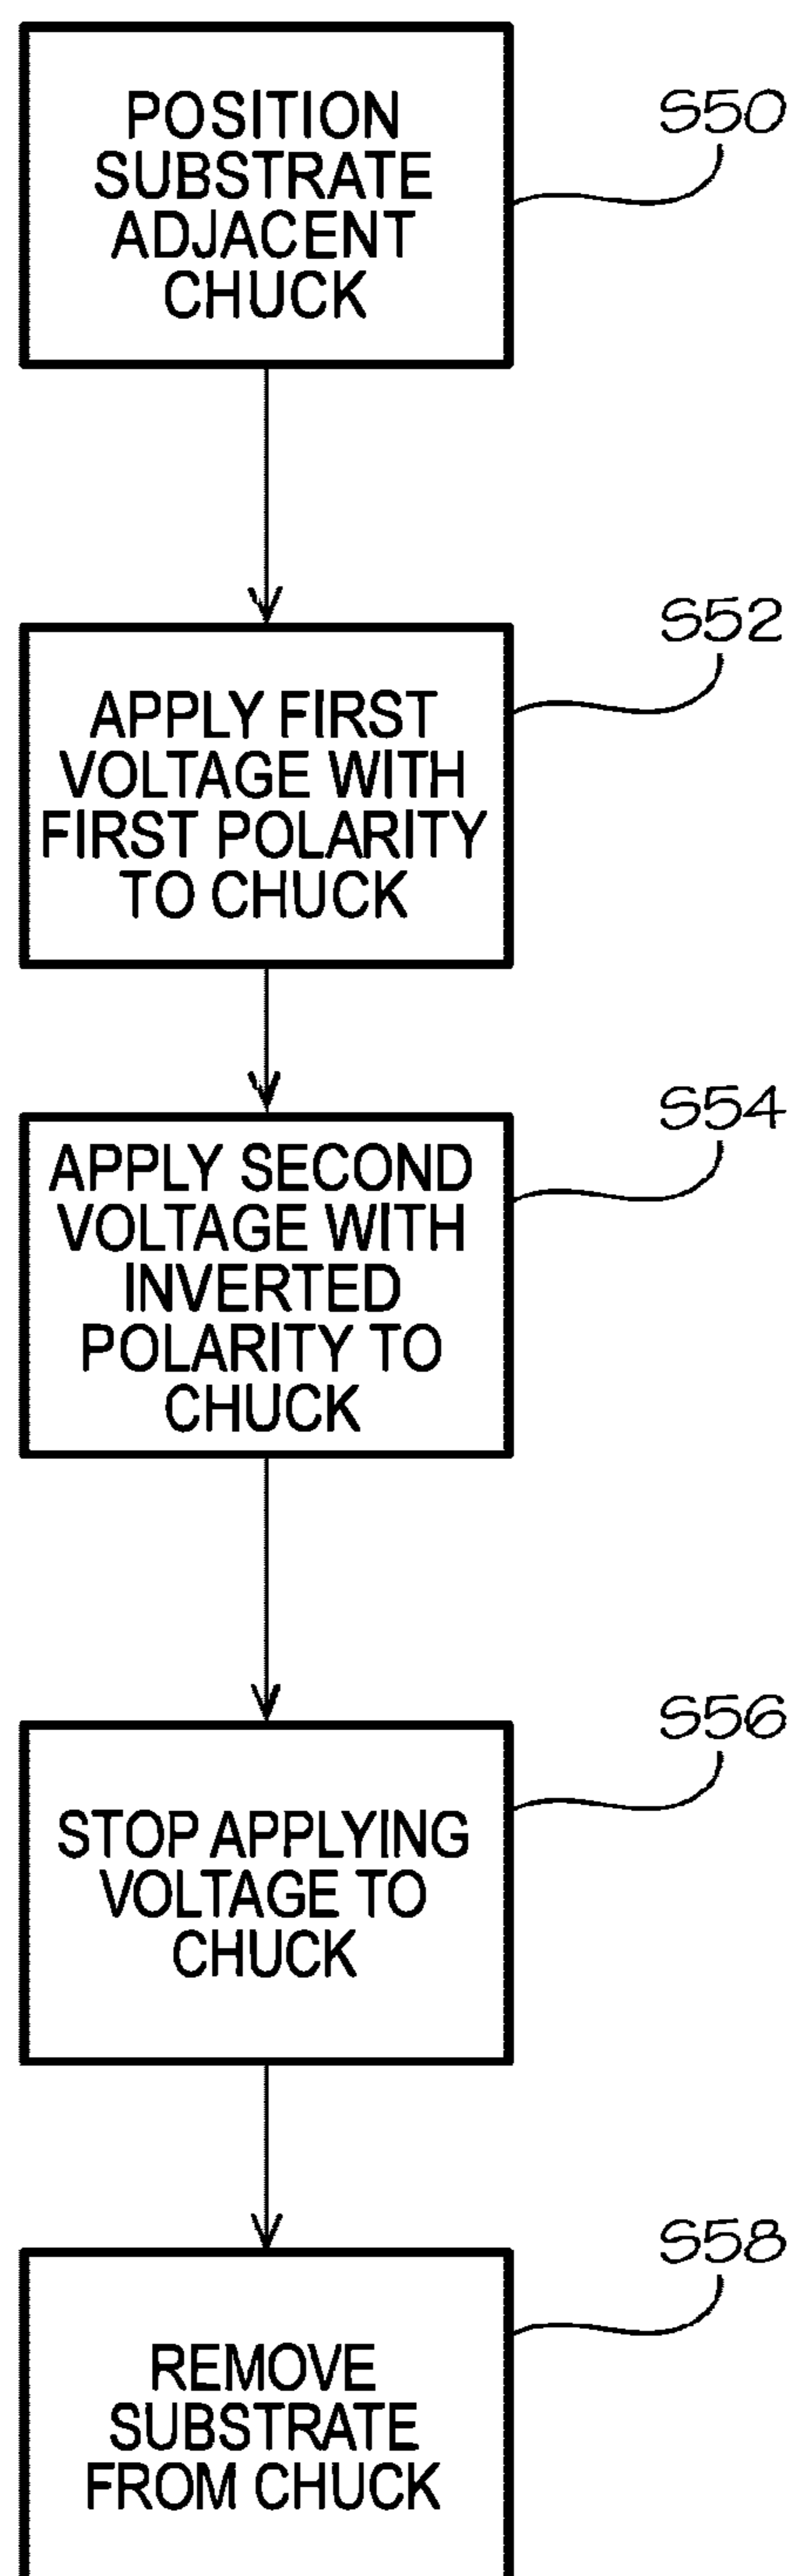 POSITION
SUBSTRATE
ADJACENT
CHUCK
S50
APPLY FIRST
VOLTAGE WITH
FIRST POLARITY
TO CHUCK
S52
APPLY SECOND
VOLTAGE WITH
INVERTED
POLARITY TO
CHUCK
S54
STOP APPLYING
VOLTAGE TO
CHUCK
S56
REMOVE
SUBSTRATE
FROM CHUCK
S58